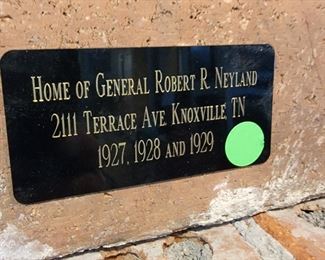 Home of General Robert R. Neyland
2111 Terrace Ave. Knoxville, TN
1927, 1928 and 1929